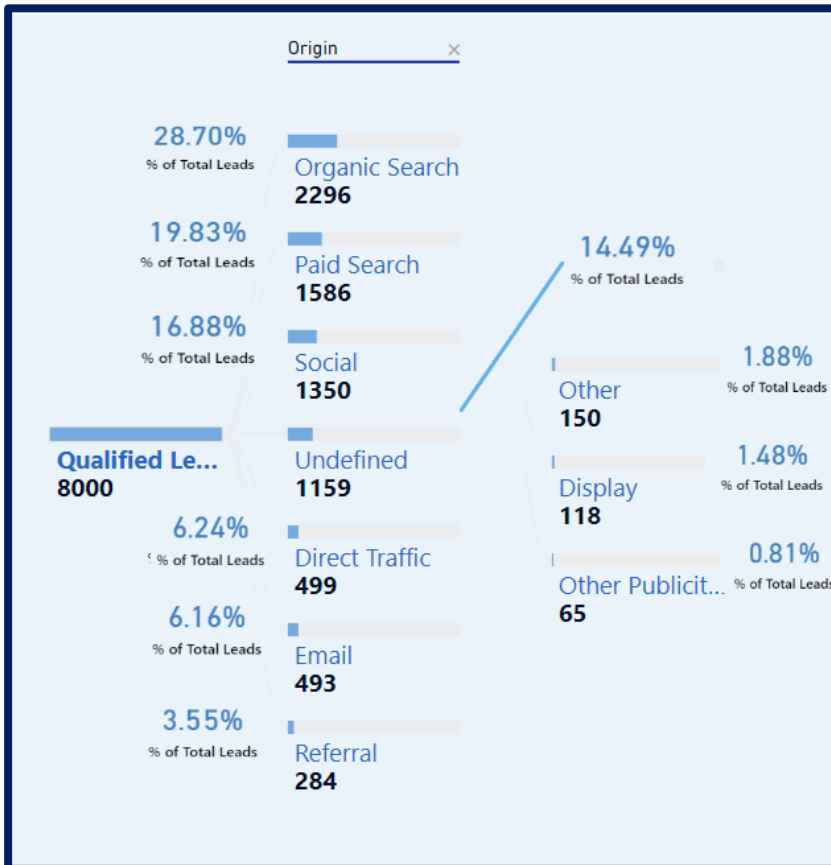 Origin ×
28.70%
% of Total Leads
Organic Search
2296
19.83%
% of Total Leads
Paid Search
1586
14.49%
% of Total Leads
16.88%
% of Total Leads
Social
1350
1.88%
% of Total Leads
Other
150
Qualified Le...
8000
Undefined
1159
1.48%
% of Total Leads
Display
118
6.24%
% of Total Leads
Direct Traffic
499
0.81%
% of Total Leads
Other Publicit...
65
6.16%
% of Total Leads
Email
493
3.55%
% of Total Leads
Referral
284